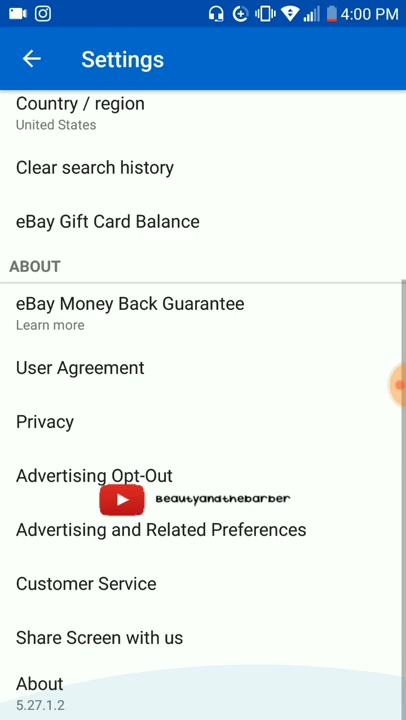 4:00 PM
Settings
Country / region
United States
Clear search history
eBay Gift Card Balance
ABOUT
eBay Money Back Guarantee
Learn more
User Agreement
Privacy
Advertising Opt-Out
Beautyandthebarber
Advertising and Related Preferences
Customer Service
Share Screen with us
About
5.27.1.2